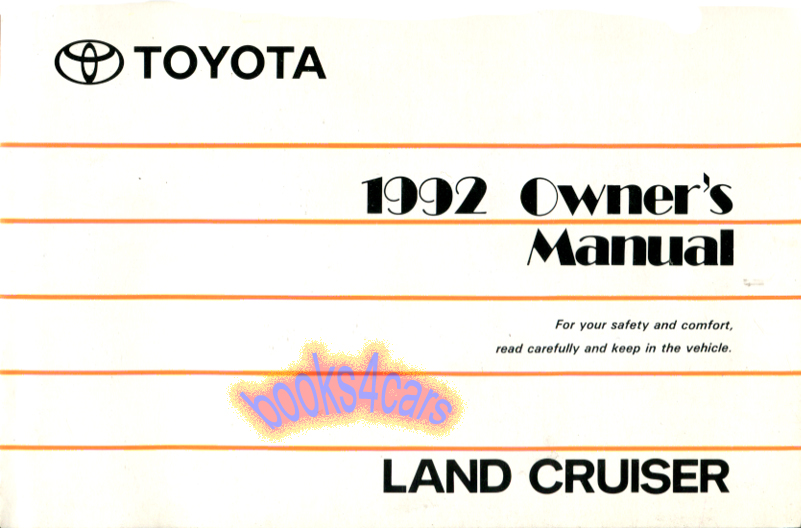 TOYOTA
1992 Owner's
Manual
For your safety and comfort,
read carefully and keep in the vehicle.
books4cars
LAND CRUISER